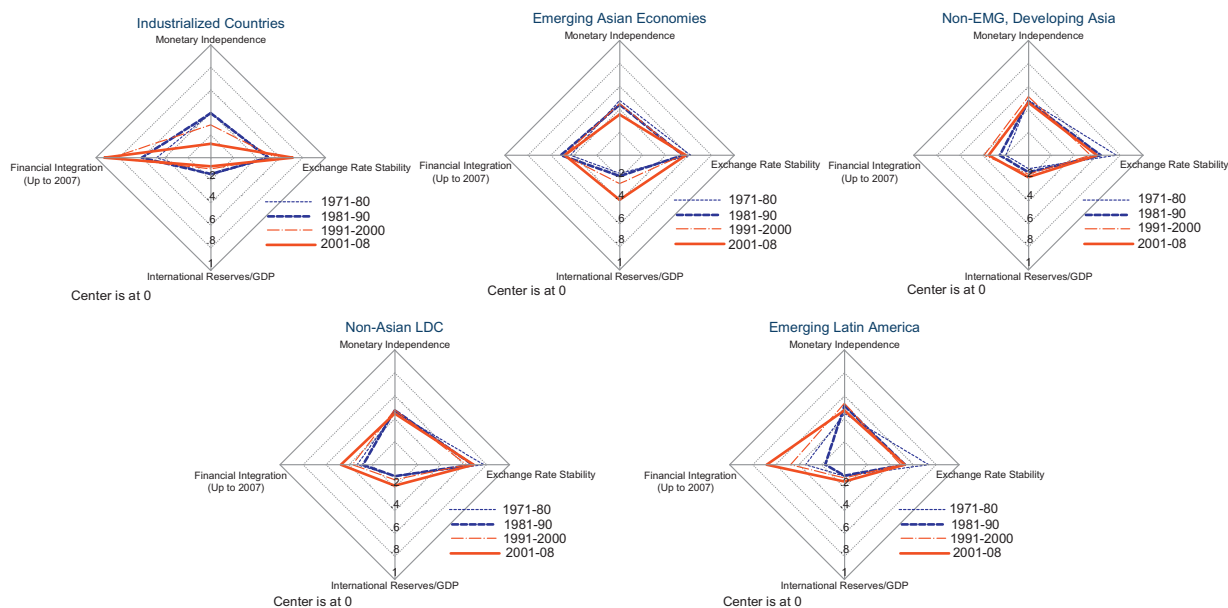 Industrialized Countries
Monetary Independence
Financial Integration
(Up to 2007)
Exchange Rate Stability
.2
.4
.6
.8
1
International Reserves/GDP
1971-80
1981-90
1991-2000
2001-08
Center is at 0
Emerging Asian Economies
Monetary Independence
Financial Integration
(Up to 2007)
Exchange Rate Stability
.2
.4
.6
.8
1
International Reserves/GDP
1971-80
1981-90
1991-2000
2001-08
Center is at 0
Non-EMG, Developing Asia
Monetary Independence
Financial Integration
(Up to 2007)
Exchange Rate Stability
.2
.4
.6
.8
1
International Reserves/GDP
1971-80
1981-90
1991-2000
2001-08
Center is at 0
Non-Asian LDC
Monetary Independence
Financial Integration
(Up to 2007)
Exchange Rate Stability
.2
.4
.6
.8
1
International Reserves/GDP
1971-80
1981-90
1991-2000
2001-08
Center is at 0
Emerging Latin America
Monetary Independence
Financial Integration
(Up to 2007)
Exchange Rate Stability
.2
.4
.6
.8
1
International Reserves/GDP
1971-80
1981-90
1991-2000
2001-08
Center is at 0